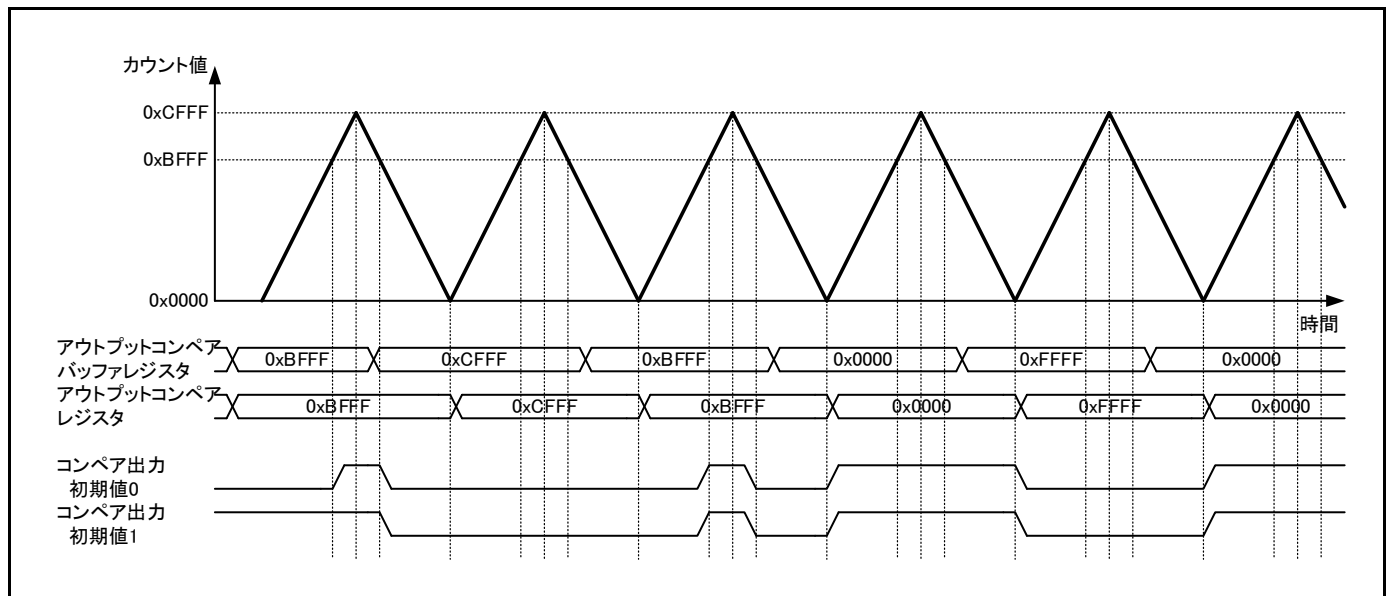 カウント値
0xCFFF
0xBFFF
0x0000
時間
アウトプットコンペア
バッファレジスタ
0xBFFF 0xCFFF 0xBFFF 0x0000 0xFFFF 0x0000
アウトプットコンペア
レジスタ
0xBFFF 0xCFFF 0xBFFF 0x0000 0xFFFF 0x0000
コンペア出力
初期値0
コンペア出力
初期値1